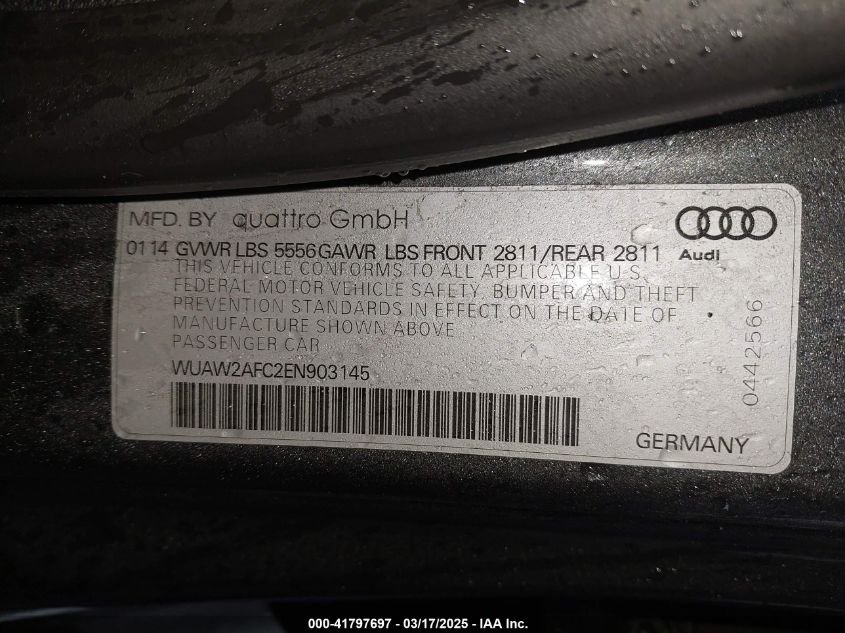 MFD. BY quattro GmbH
0114 GVWR LBS 5556 GAWR LBS FRONT 2811/REAR 2811
Audi
THIS VEHICLE CONFORMS TO ALL APPLICABLE U.S.
FEDERAL MOTOR VEHICLE SAFETY, BUMPER AND THEFT
PREVENTION STANDARDS IN EFFECT ON THE DATE OF
MANUFACTURE SHOWN ABOVE
PASSENGER CAR
WUAW2AFC2EN903145
0442566
GERMANY
000-41797697 - 03/17/2025 - IAA Inc.